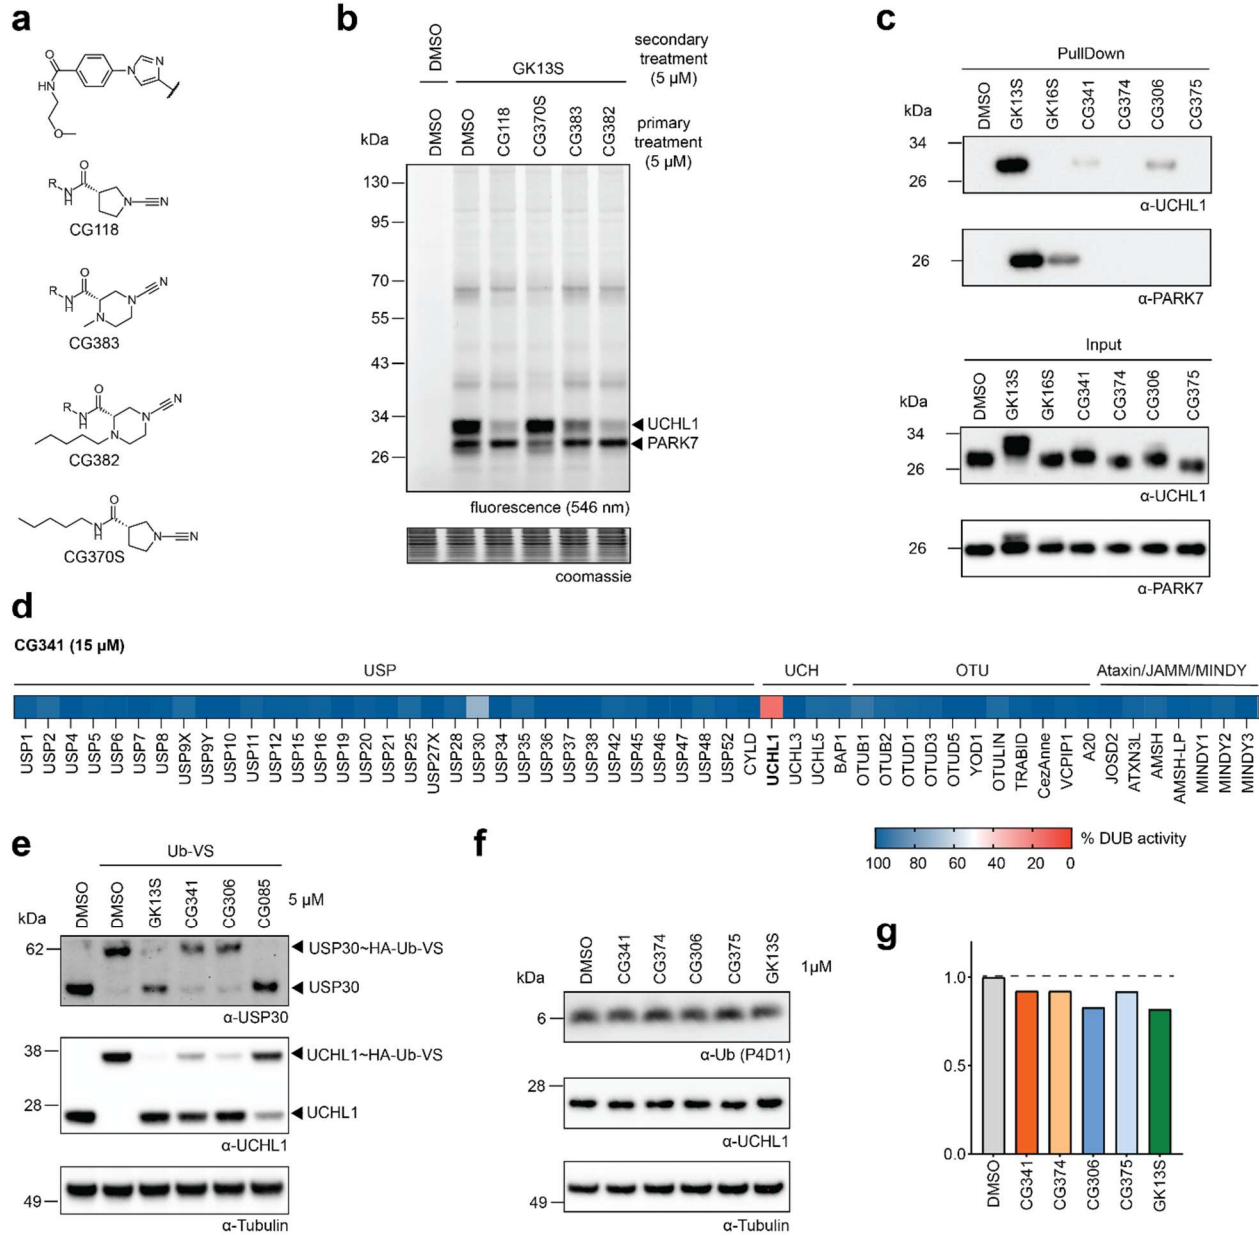 a
O
HN
O
N
N
R
N
H
O
N
N
CG118
R
N
H
O
N
N
N
CG383
R
N
H
O
N
N
N
CG382
O
N
H
N
N
CG370S
b
DMSO
GK13S
secondary
treatment
(5 µM)
DMSO
DMSO
CG118
CG370S
CG383
CG382
primary
treatment
(5 µM)
kDa
130
95
70
55
43
34
26
UCHL1
PARK7
fluorescence (546 nm)
coomassie
c
PullDown
kDa
DMSO
GK13S
GK16S
CG341
CG374
CG306
CG375
34
26
α-UCHL1
26
α-PARK7
Input
kDa
DMSO
GK13S
GK16S
CG341
CG374
CG306
CG375
34
26
α-UCHL1
26
α-PARK7
d
CG341 (15 µM)
USP
UCH
OTU
Ataxin/JAMM/MINDY
USP1
USP2
USP4
USP5
USP6
USP7
USP8
USP9X
USP9Y
USP10
USP11
USP12
USP15
USP16
USP19
USP20
USP21
USP25
USP27X
USP28
USP30
USP34
USP35
USP36
USP37
USP38
USP42
USP45
USP46
USP47
USP48
USP52
CYLD
UCHL1
UCHL3
UCHL5
BAP1
OTUB1
OTUB2
OTUD1
OTUD3
OTUD5
YOD1
OTULIN
TRABID
CezAnne
VCPIP1
A20
JOSD2
ATXN3L
AMSH
AMSH-LP
MINDY1
MINDY2
MINDY3
% DUB activity
100 80 60 40 20 0
e
Ub-VS
kDa
DMSO
DMSO
GK13S
CG341
CG306
CG085
5 µM
62
USP30~HA-Ub-VS
USP30
α-USP30
38
UCHL1~HA-Ub-VS
28
UCHL1
α-UCHL1
49
α-Tubulin
f
kDa
DMSO
CG341
CG374
CG306
CG375
GK13S
1µM
6
α-Ub (P4D1)
28
α-UCHL1
49
α-Tubulin
g
1.0
0.5
0.0
DMSO
CG341
CG374
CG306
CG375
GK13S